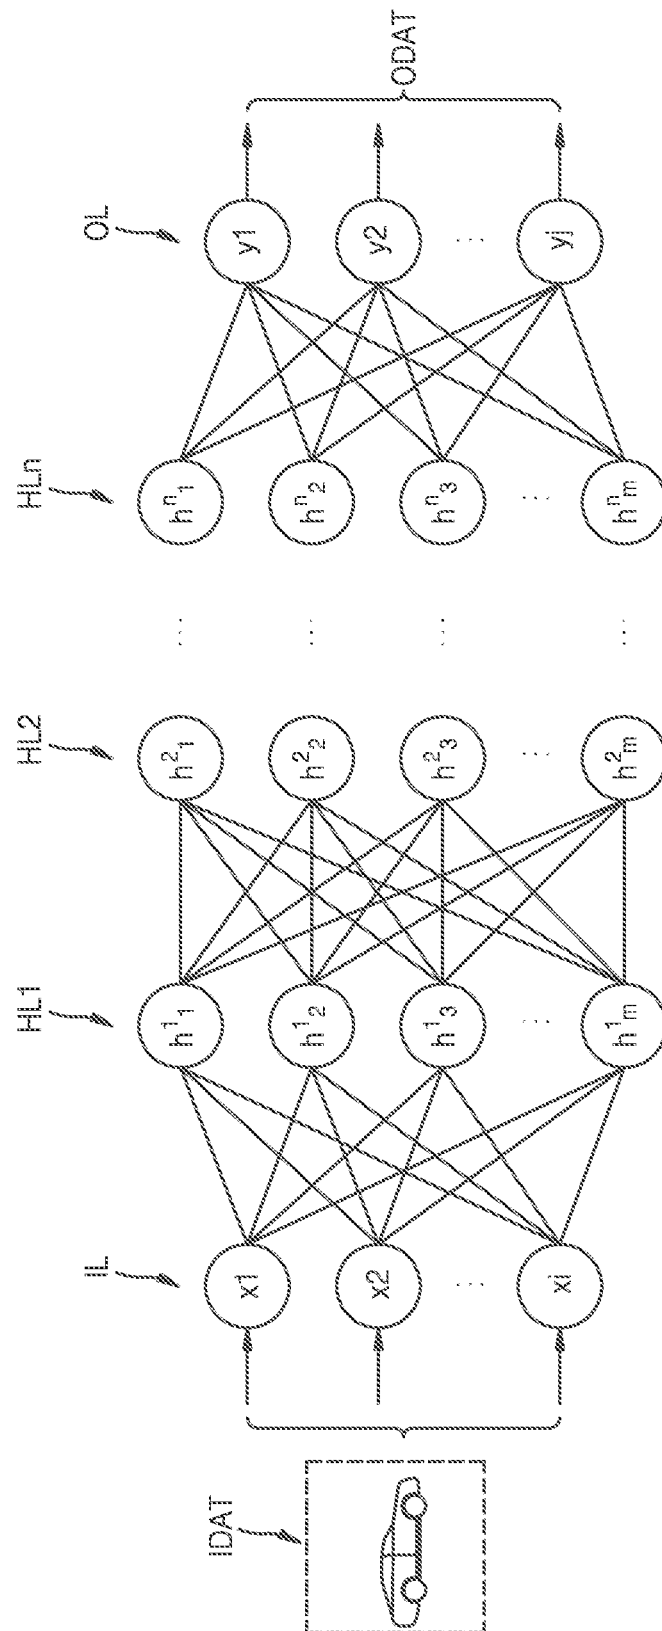 IDAT
IL
HL1
HL2
HLn
OL
x1
x2
xi
h¹₁
h¹₂
h¹₃
h¹ₘ
h²₁
h²₂
h²₃
h²ₘ
hⁿ₁
hⁿ₂
hⁿ₃
hⁿₘ
y1
y2
yj
ODAT